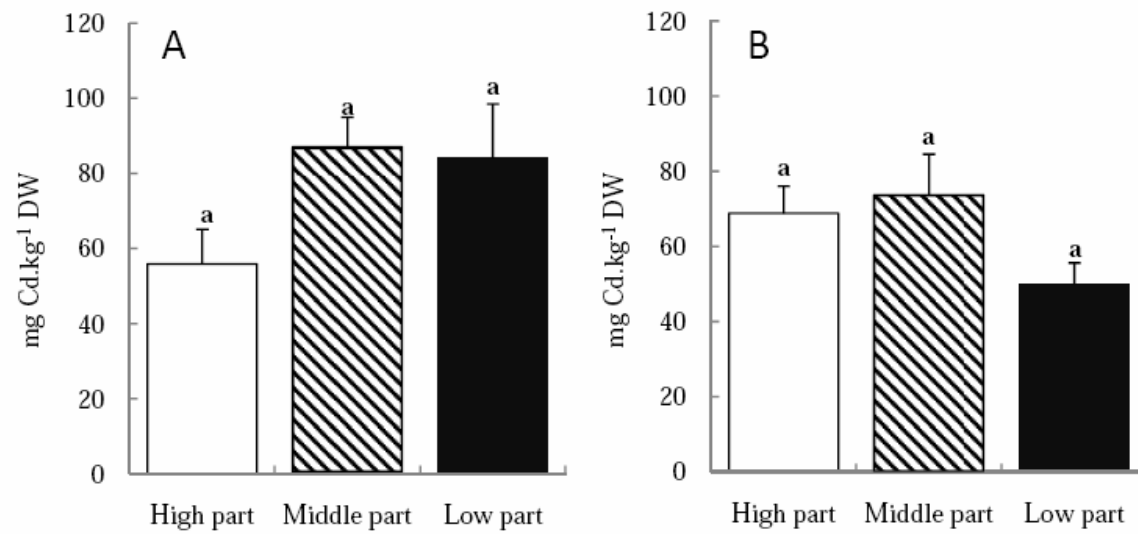 A
mg Cd.kg⁻¹ DW
120
100
80
60
40
20
0
a
a
a
High part
Middle part
Low part
B
mg Cd.kg⁻¹ DW
120
100
80
60
40
20
0
a
a
a
High part
Middle part
Low part